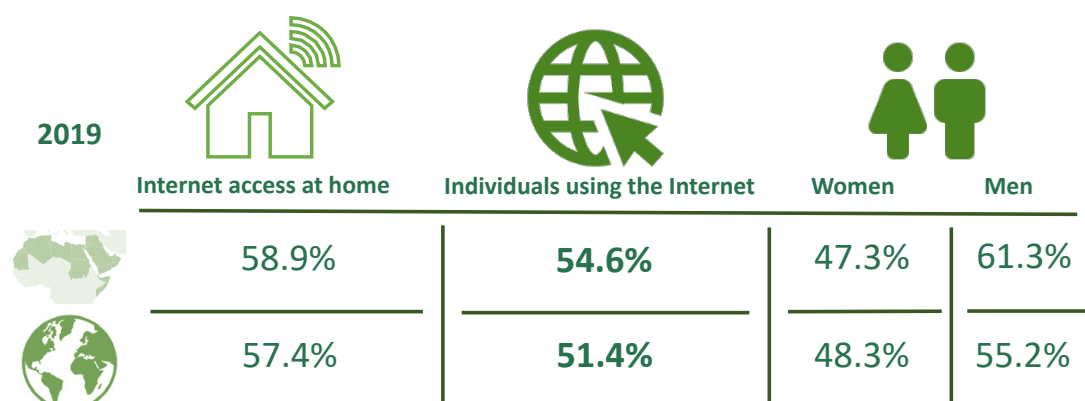 2019
Internet access at home Individuals using the Internet Women Men
58.9% 54.6% 47.3% 61.3%
57.4% 51.4% 48.3% 55.2%